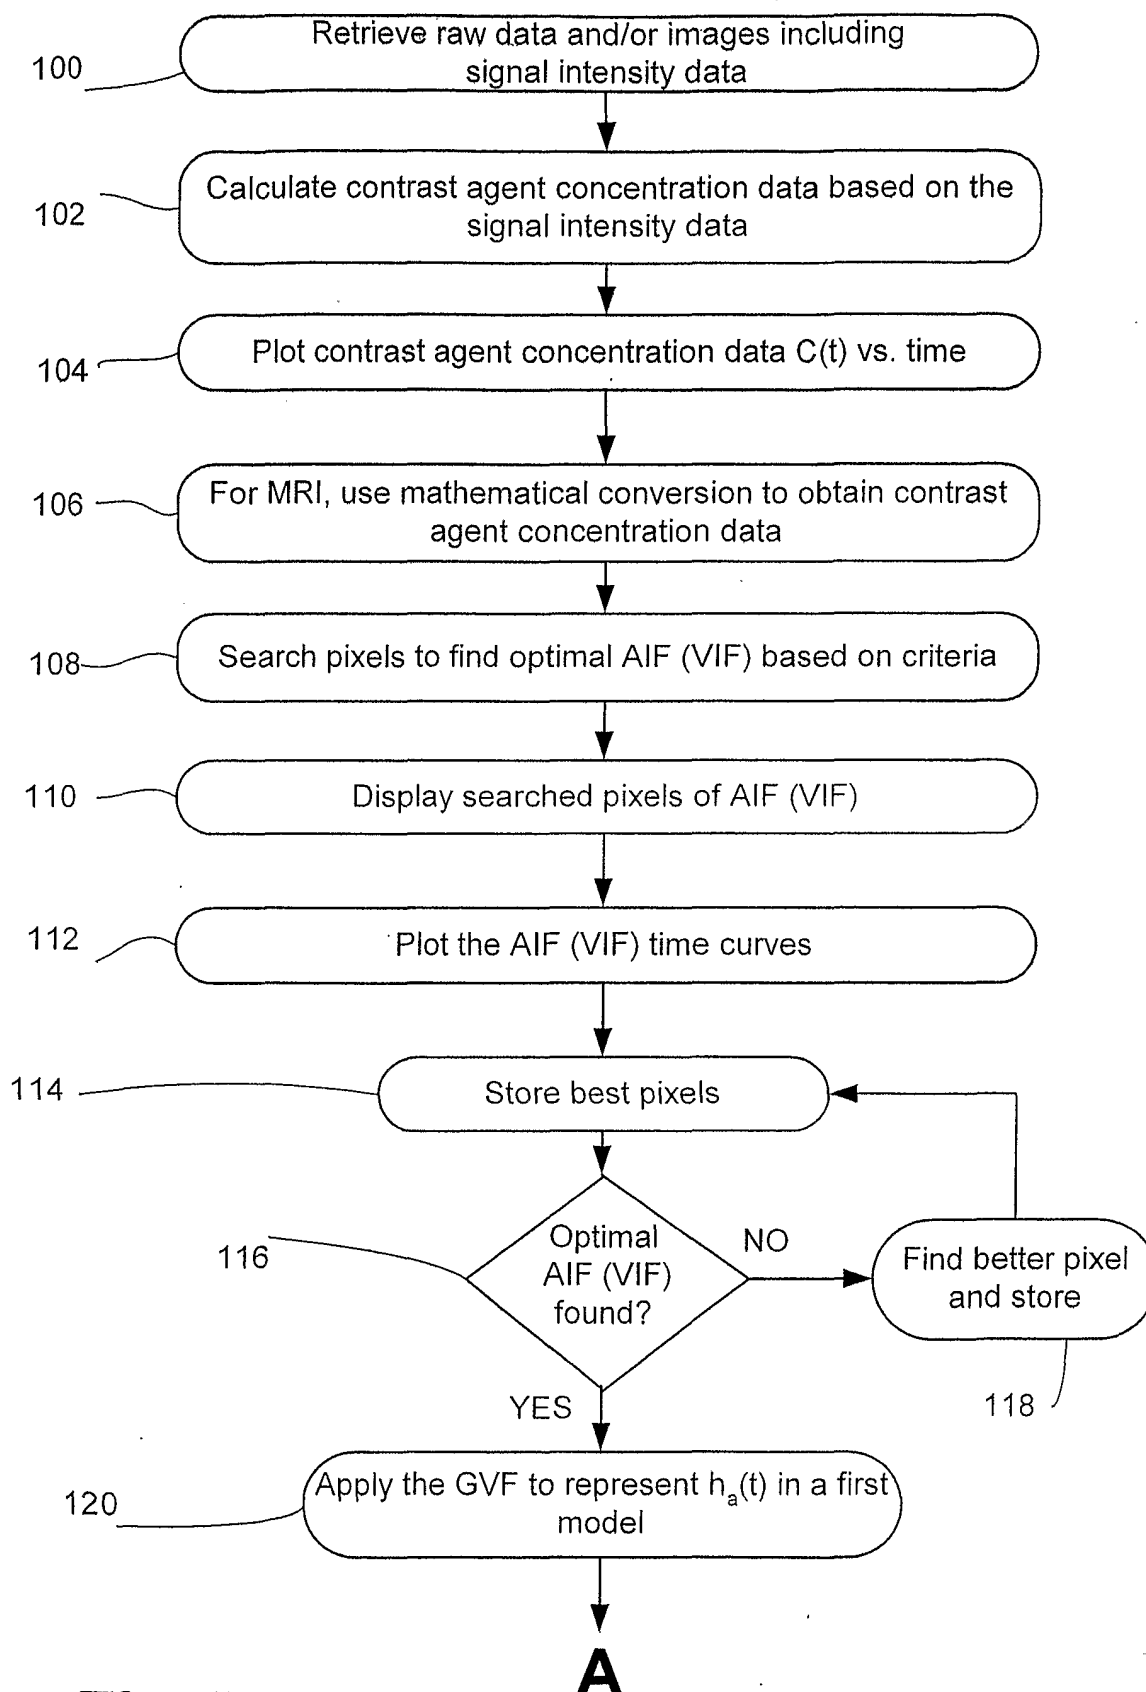 Retrieve raw data and/or images including
signal intensity data
100
Calculate contrast agent concentration data based on the
signal intensity data
102
Plot contrast agent concentration data C(t) vs. time
104
For MRI, use mathematical conversion to obtain contrast
agent concentration data
106
Search pixels to find optimal AIF (VIF) based on criteria
108
Display searched pixels of AIF (VIF)
110
Plot the AIF (VIF) time curves
112
Store best pixels
114
Optimal
AIF (VIF)
found?
116
NO
Find better pixel
and store
118
YES
Apply the GVF to represent hₐ(t) in a first
model
120
A